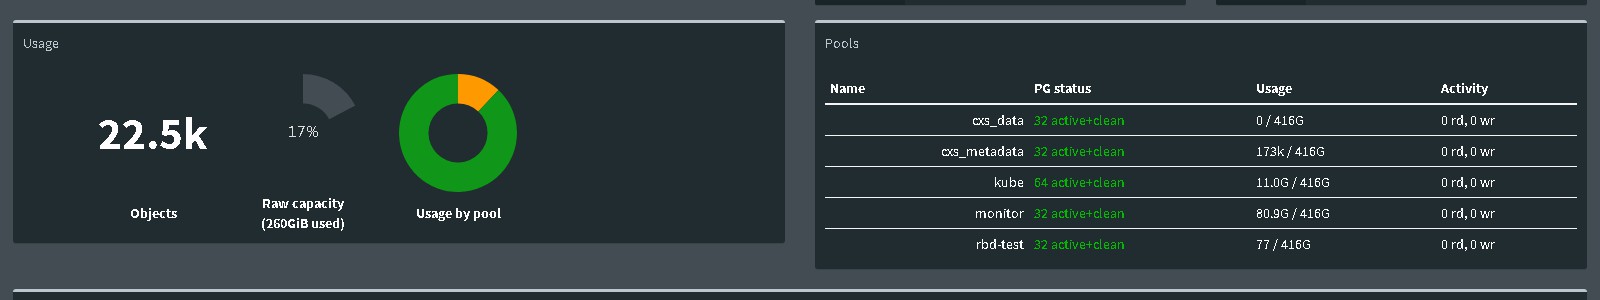 Usage
22.5k
Objects
17%
Raw capacity
(260GiB used)
Usage by pool
Pools
Name PG status Usage Activity
cxs_data 32 active+clean 0 / 416G 0 rd, 0 wr
cxs_metadata 32 active+clean 173k / 416G 0 rd, 0 wr
kube 64 active+clean 11.0G / 416G 0 rd, 0 wr
monitor 32 active+clean 80.9G / 416G 0 rd, 0 wr
rbd-test 32 active+clean 77 / 416G 0 rd, 0 wr